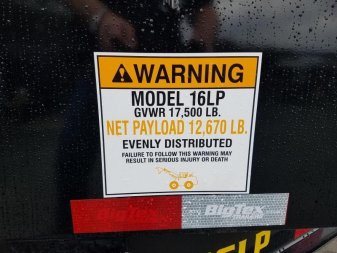 WARNING
MODEL 16LP
GVWR 17,500 LB.
NET PAYLOAD 12,670 LB.
EVENLY DISTRIBUTED
FAILURE TO FOLLOW THIS WARNING MAY
RESULT IN SERIOUS INJURY OR DEATH
BigTex
6LP